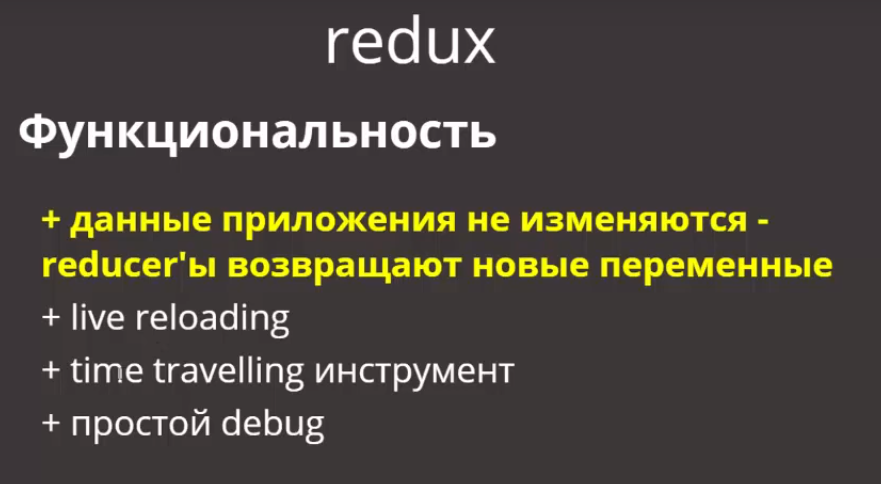 redux
Функциональность
+ данные приложения не изменяются -
reducer'ы возвращают новые переменные
+ live reloading
+ time travelling инструмент
+ простой debug